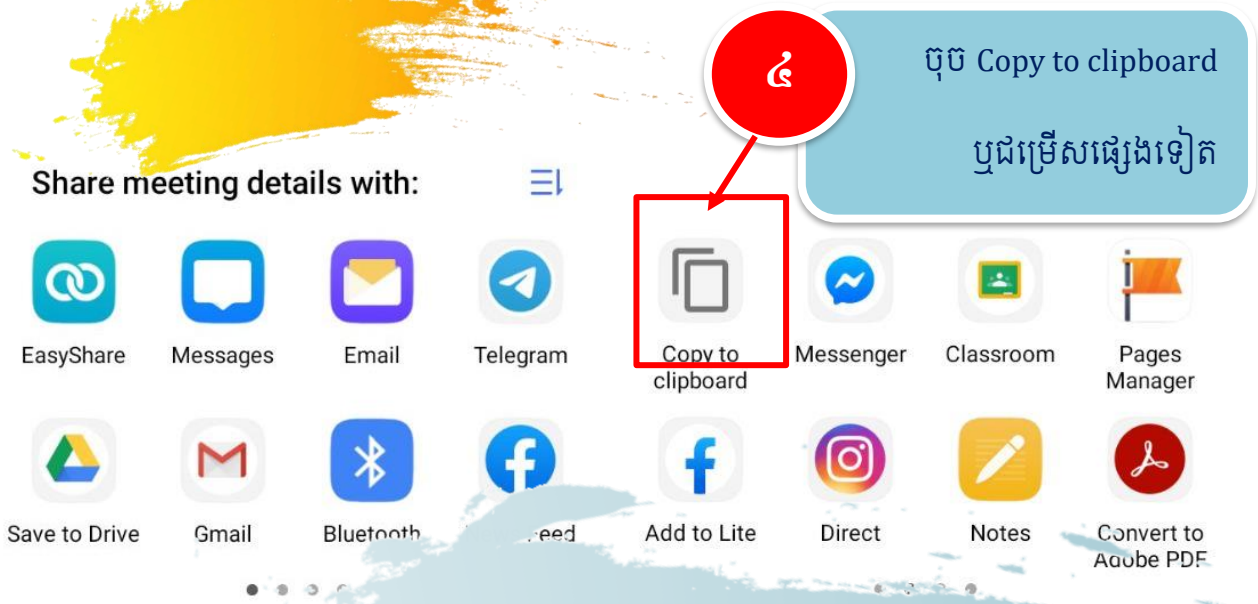 ៤
ចុច Copy to clipboard
ឬជម្រើសផ្សេងទៀត
Share meeting details with:
EasyShare
Messages
Email
Telegram
Copy to
clipboard
Messenger
Classroom
Pages
Manager
Save to Drive
Gmail
Bluetooth
Add to Lite
Direct
Notes
Convert to
Adobe PDF